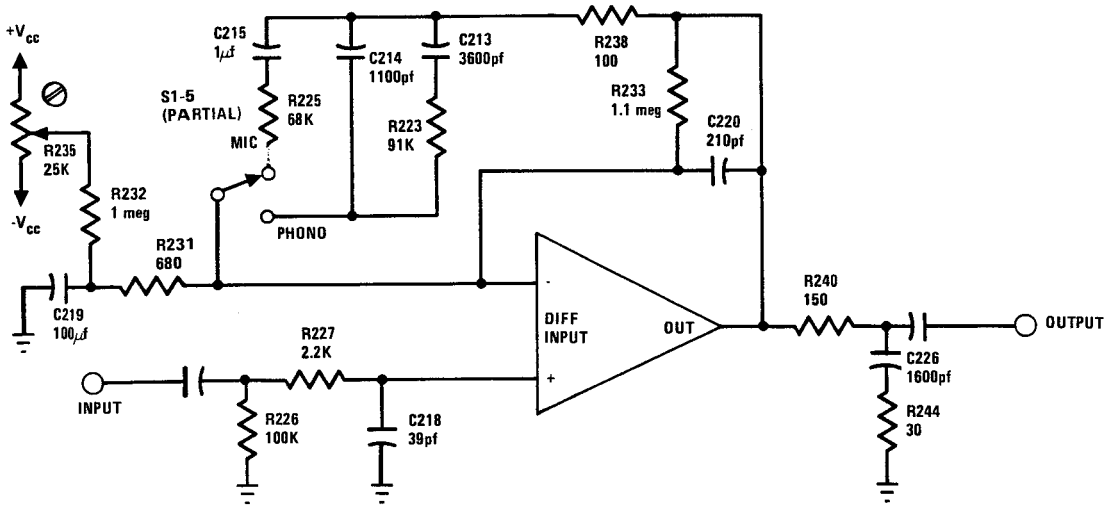 +Vcc
R235
25K
-Vcc
R232
1 meg
C219
100µf
R231
680
S1-5
(PARTIAL)
MIC
PHONO
C215
1µf
R225
68K
C214
1100pf
C213
3600pf
R223
91K
R238
100
R233
1.1 meg
C220
210pf
-
DIFF
INPUT
+
OUT
INPUT
R226
100K
R227
2.2K
C218
39pf
R240
150
C226
1600pf
R244
30
OUTPUT